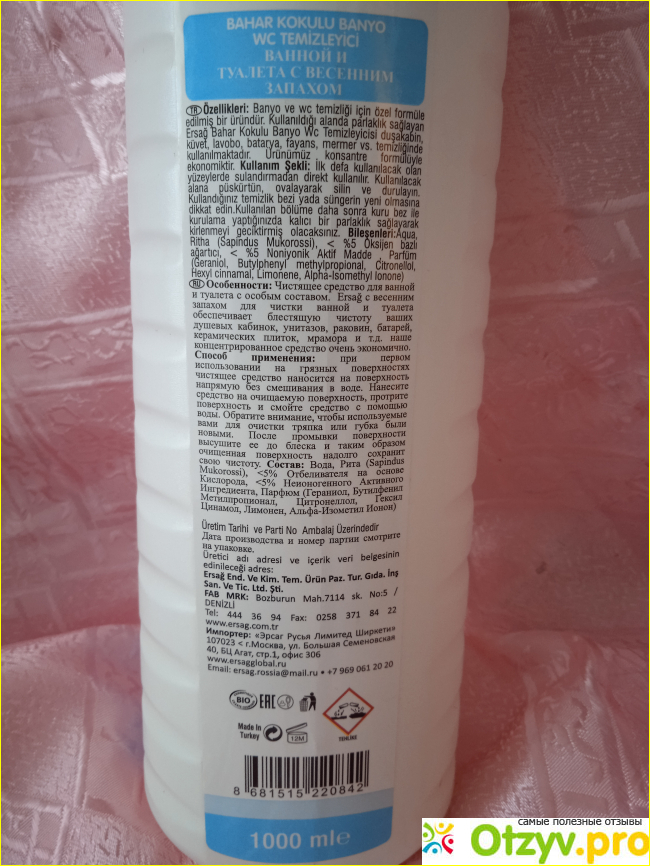 BAHAR KOKULU BANYO
WC TEMİZLEYİCİ
ВАННОЙ И
ТУАЛЕТА С ВЕСЕННИМ
ЗАПАХОМ
TR Özellikleri: Banyo ve wc temizliği için özel formüle
edilmiş bir üründür. Kullanıldığı alanda parlaklık sağlayan
Ersağ Bahar Kokulu Banyo Wc Temizleyicisi duşakabin,
küvet, lavobo, batarya, fayans, mermer vs. temizliğinde
kullanılmaktadır. Ürünümüz konsantre formülüyle
ekonomiktir. Kullanım Şekli: İlk defa kullanılacak olan
yüzeylerde sulandırmadan direkt kullanılır. Kullanılacak
alana püskürtün, ovalayarak silin ve durulayın.
Kullandığınız temizlik bezi yada süngerin yeni olmasına
dikkat edin.Kullanılan bölüme daha sonra kuru bez ile
kurulama yaptığınızda kalıcı bir parlaklık sağlayarak
kirlenmeyi geciktirmiş olacaksınız. Bileşenleri:Aqua,
Ritha (Sapindus Mukorossi), < %5 Oksijen bazlı
ağartıcı, < %5 Noniyonik Aktif Madde Parfüm
(Geraniol, Butylphenyl methylpropional, Citronellol,
Hexyl cinnamal, Limonene, Alpha-Isomethyl Ionone)
RU Особенности: Чистящее средство для ванной
и туалета с особым составом. Ersağ с весенним
запахом для чистки ванной и туалета
обеспечивает блестящую чистоту ваших
душевых кабинок, унитазов, раковин, батарей,
керамических плиток, мрамора и т.д. наше
концентрированное средство очень экономично.
Способ применения: при первом
использовании на грязных поверхностях
чистящее средство наносится на поверхность
напрямую без смешивания в воде. Нанесите
средство на очищаемую поверхность, протрите
поверхность и смойте средство с помощью
воды. Обратите внимание, чтобы используемые
вами для очистки тряпка или губка были
новыми. После промывки поверхности
высушите ее до блеска и таким образом
очищенная поверхность надолго сохранит
свою чистоту. Состав: Вода, Рита (Sapindus
Mukorossi), <5% Отбеливателя на основе
Кислорода, <5% Неионогенного Активного
Ингредиента, Парфюм (Гераниол, Бутилфенил
Метилпропионал, Цитронеллол, Гексил
Цинамол, Лимонен, Альфа-Изометил Ионон)
Üretim Tarihi ve Parti No Ambalaj Üzerindedir
Дата производства и номер партии смотрите
на упаковке.
Üretici adı adresi ve içerik veri belgesinin
edinileceği adres:
Ersağ End. Ve Kim. Tem. Ürün Paz. Tur. Gıda. İnş
San. Ve Tic. Ltd. Şti.
FAB MRK: Bozburun Mah.7114 sk. No:5 /
DENİZLİ
Tel: 444 36 94 Fax: 0258 371 84 22
www.ersag.com.tr
Импортер: «Эрсаг Русья Лимитед Ширкети»
107023 < г.Москва, ул. Большая Семеновская
40, БЦ Агат, стр.1, офис 306
www.ersagglobal.ru
Email: ersag.rossia@mail.ru • +7 969 061 20 20
BIO EAC
Made in
Turkey
12M
TEHLİKE
8 681515 220842
1000 ml℮
самые полезные отзывы
Otzyv.pro